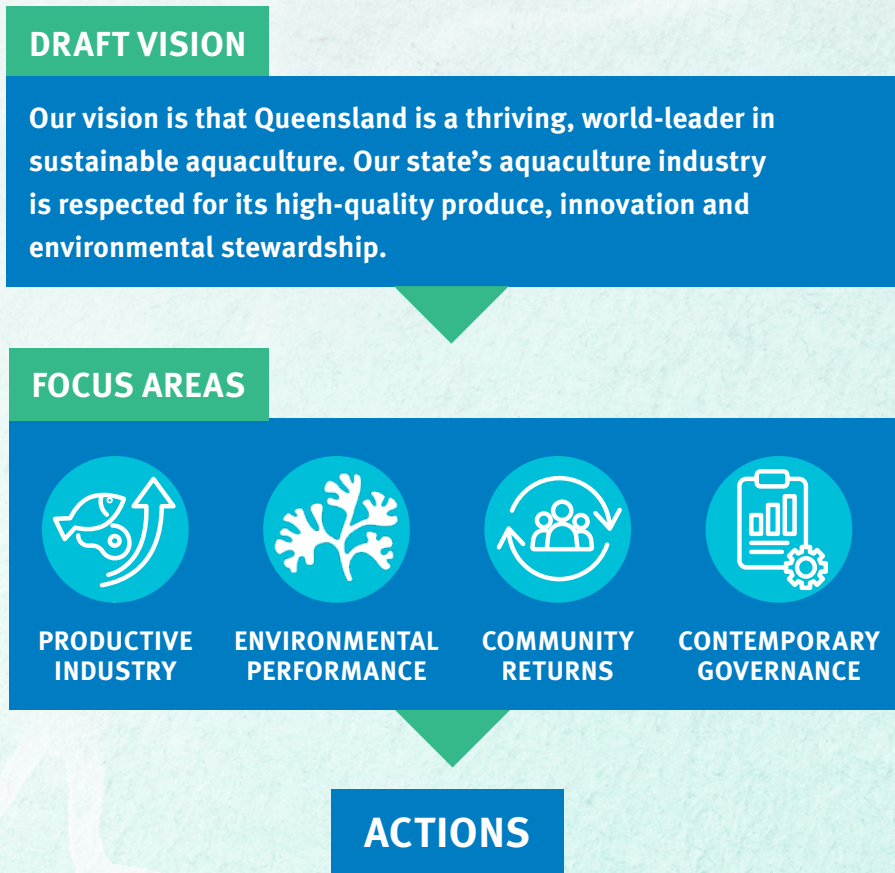 DRAFT VISION
Our vision is that Queensland is a thriving, world-leader in
sustainable aquaculture. Our state’s aquaculture industry
is respected for its high-quality produce, innovation and
environmental stewardship.
FOCUS AREAS
PRODUCTIVE
INDUSTRY
ENVIRONMENTAL
PERFORMANCE
COMMUNITY
RETURNS
CONTEMPORARY
GOVERNANCE
ACTIONS